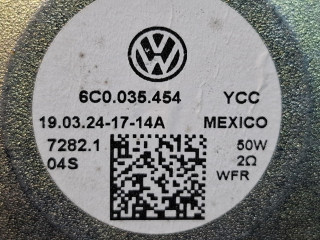 6C0.035.454 YCC
19.03.24-17-14A MEXICO
7282.1 50W
04S 2Ω
WFR